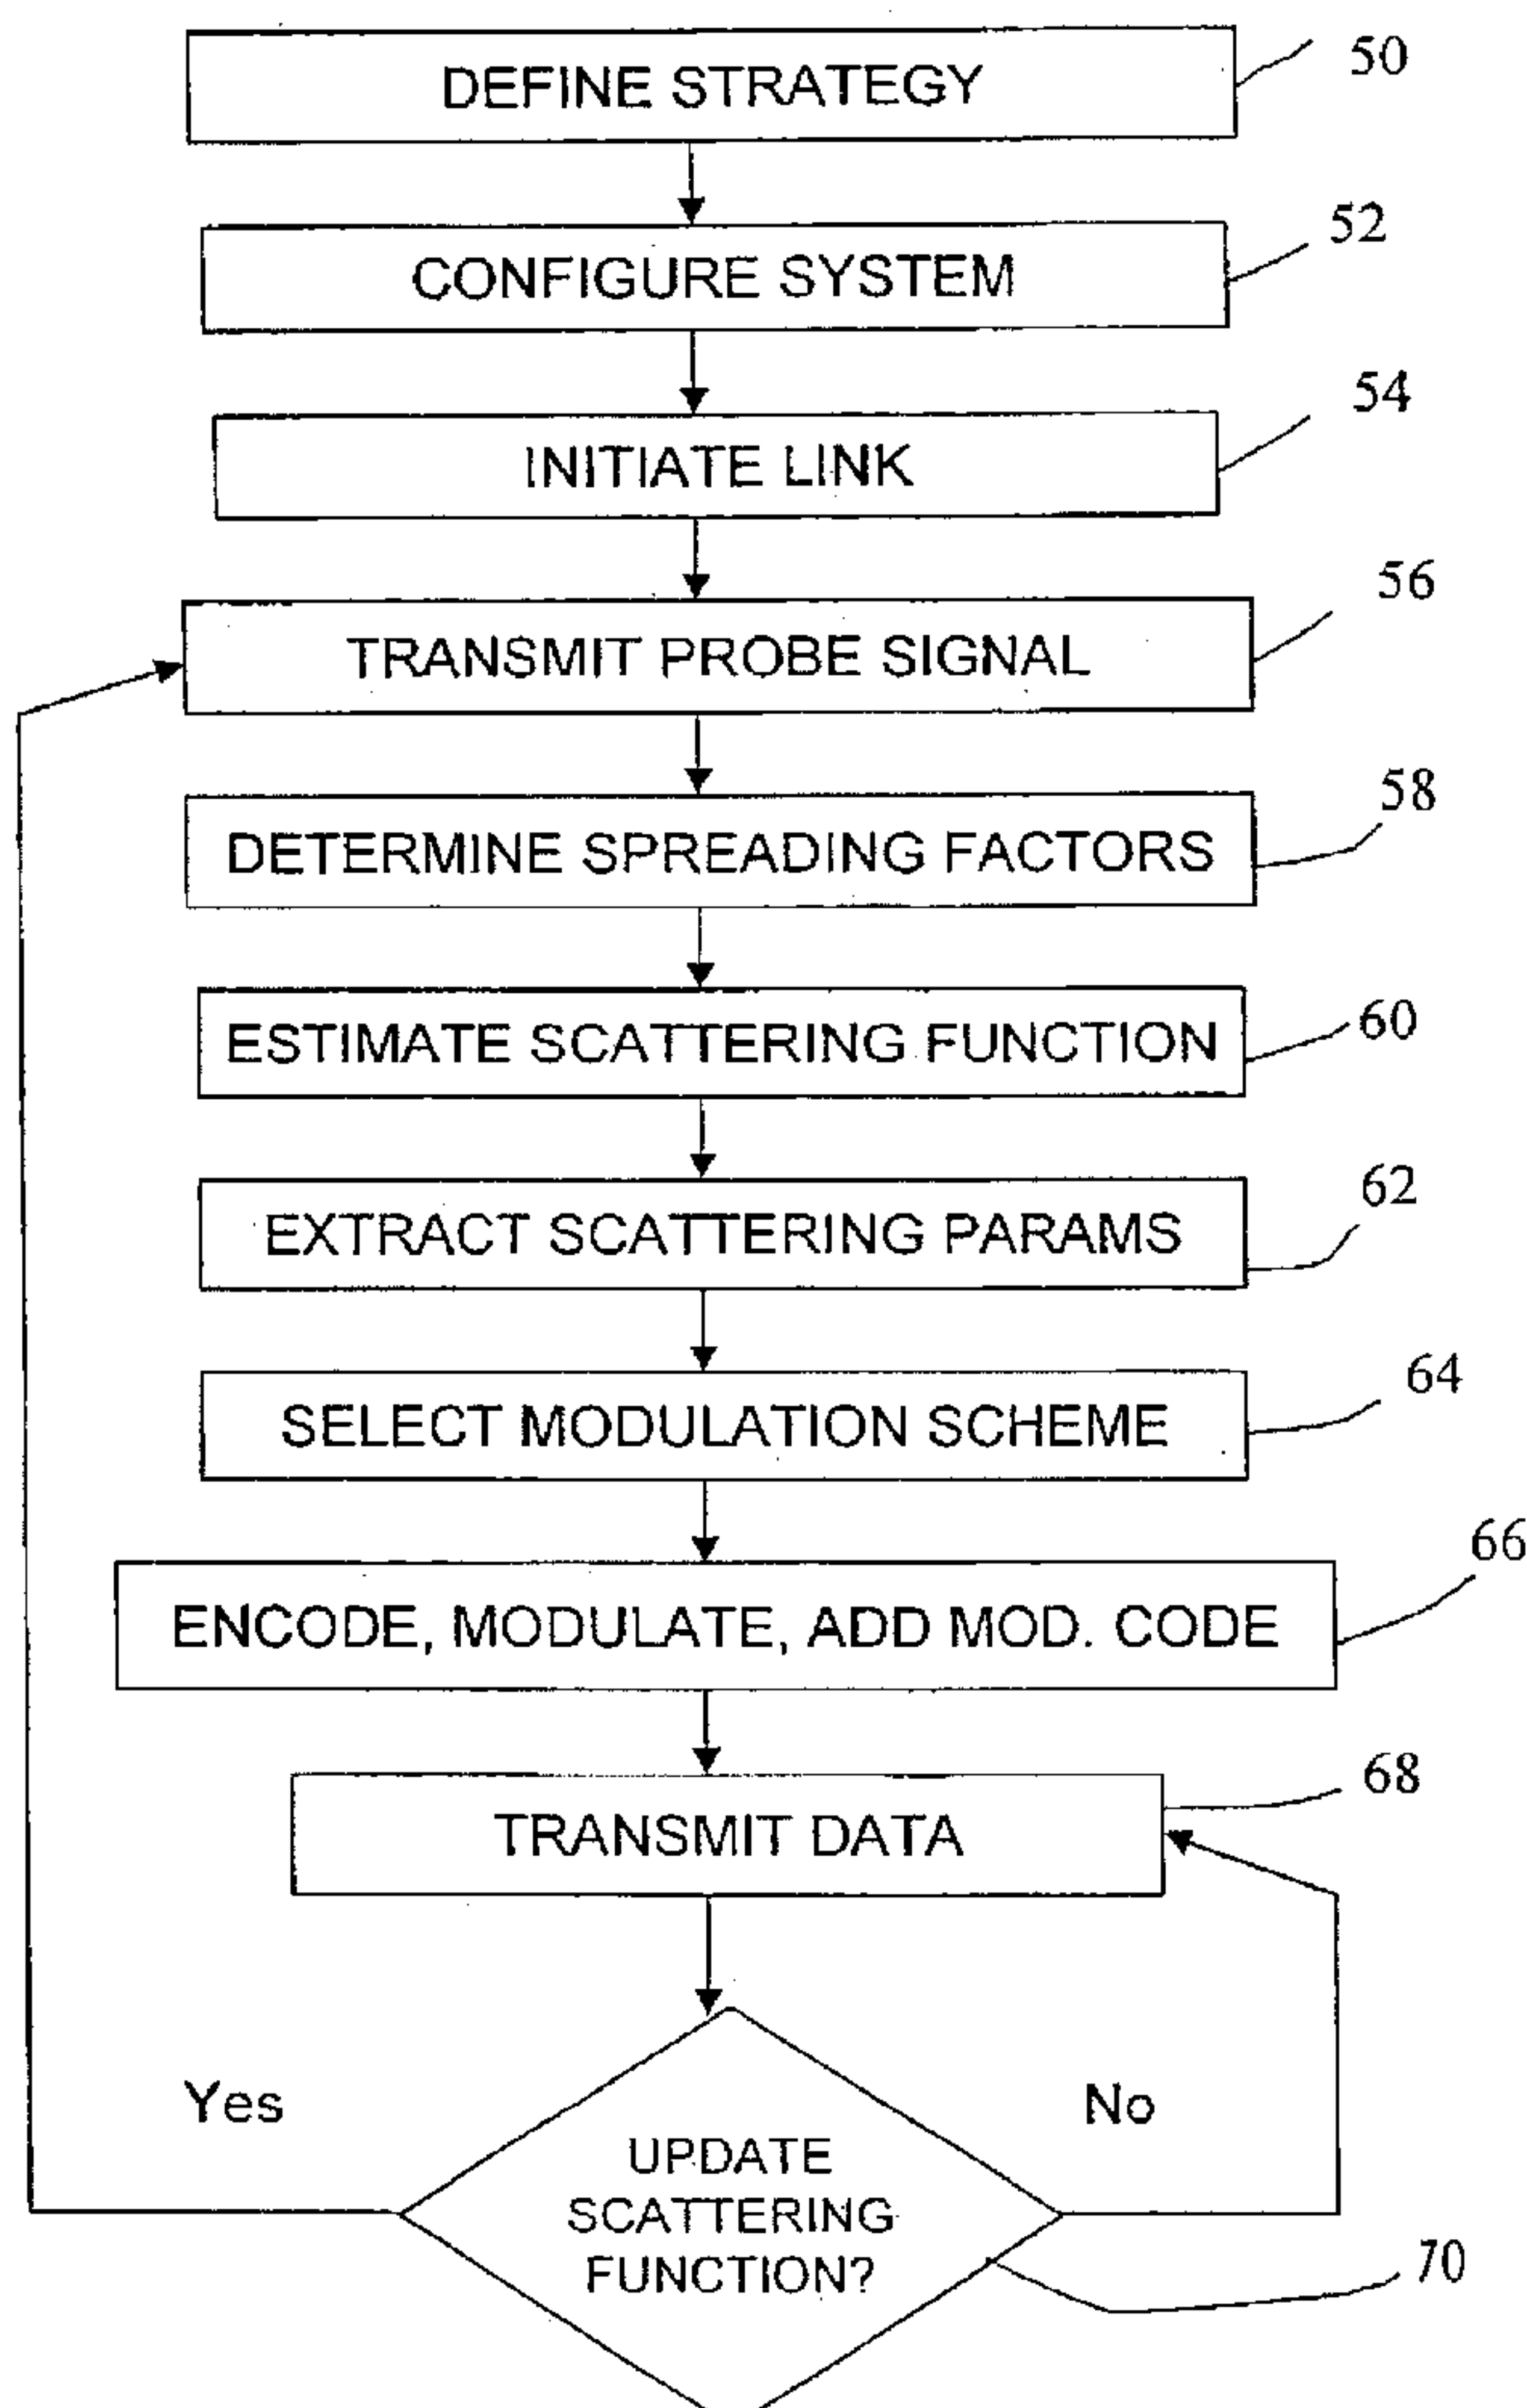 DEFINE STRATEGY
50
CONFIGURE SYSTEM
52
INITIATE LINK
54
TRANSMIT PROBE SIGNAL
56
DETERMINE SPREADING FACTORS
58
ESTIMATE SCATTERING FUNCTION
60
EXTRACT SCATTERING PARAMS
62
SELECT MODULATION SCHEME
64
ENCODE, MODULATE, ADD MOD. CODE
66
TRANSMIT DATA
68
Yes
No
UPDATE
SCATTERING
FUNCTION?
70